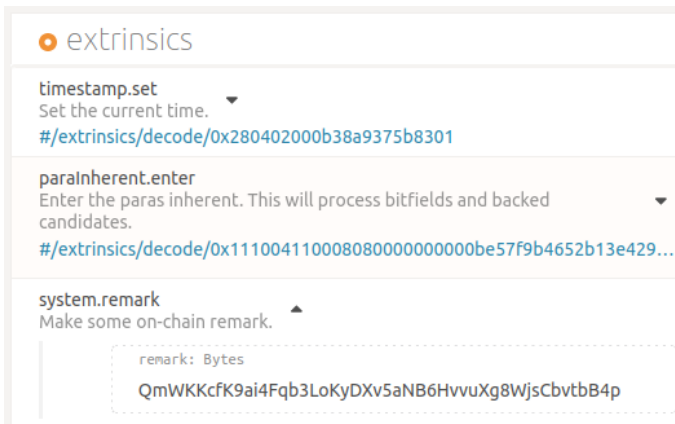 extrinsics
timestamp.set
Set the current time.
#/extrinsics/decode/0x280402000b38a9375b8301
paraInherent.enter
Enter the paras inherent. This will process bitfields and backed
candidates.
#/extrinsics/decode/0x1110041100080800000000000be57f9b4652b13e429...
system.remark
Make some on-chain remark.
remark: Bytes
QmWKKcfK9ai4Fqb3LoKyDXv5aNB6HvvuXg8WjsCbvtbB4p